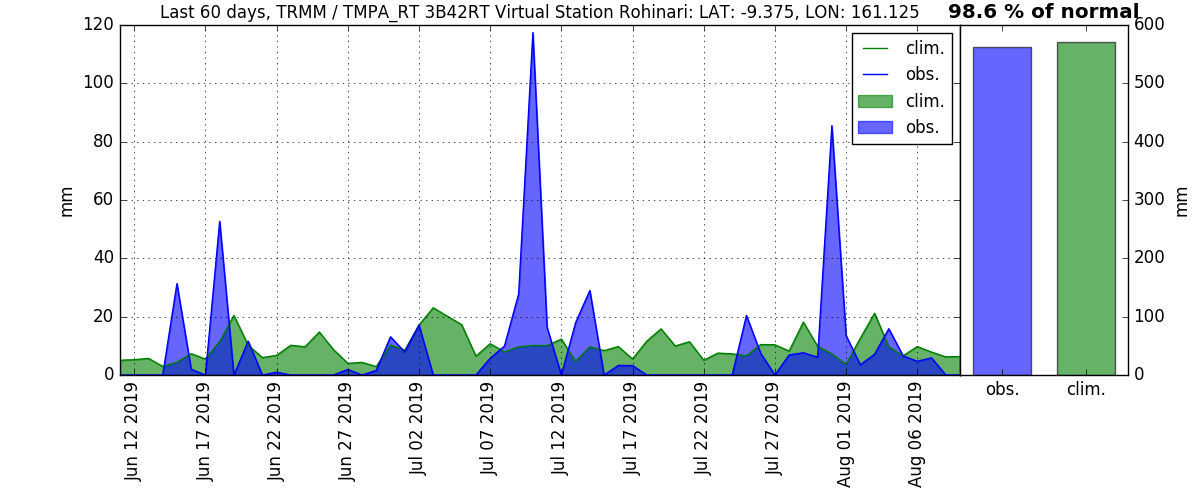 Last 60 days, TRMM / TMPA_RT 3B42RT Virtual Station Rohinari: LAT: -9.375, LON: 161.125
98.6 % of normal
120
100
80
60
40
20
0
mm
clim.
obs.
clim.
obs.
600
500
400
300
200
100
0
mm
Jun 12 2019
Jun 17 2019
Jun 22 2019
Jun 27 2019
Jul 02 2019
Jul 07 2019
Jul 12 2019
Jul 17 2019
Jul 22 2019
Jul 27 2019
Aug 01 2019
Aug 06 2019
obs.
clim.